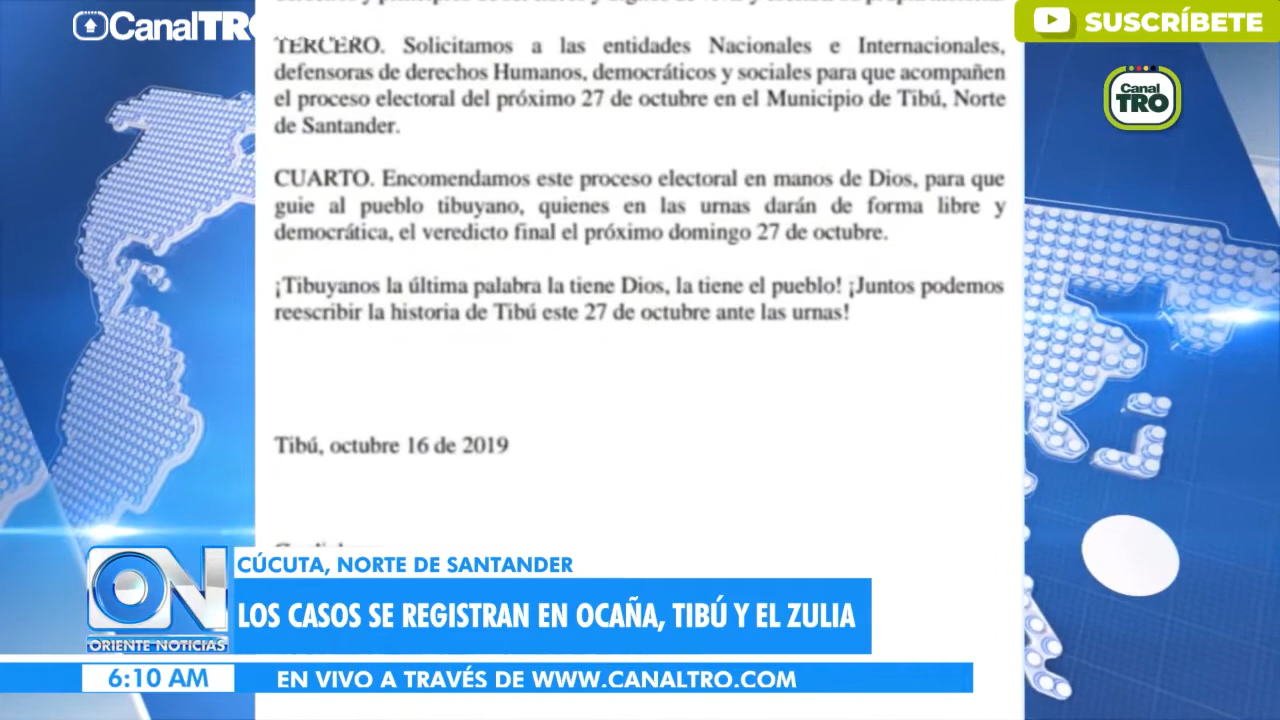 CanalTRO
SUSCRÍBETE
Canal
TRO
TERCERO. Solicitamos a las entidades Nacionales e Internacionales,
defensoras de derechos Humanos, democráticos y sociales para que acompañen
el proceso electoral del próximo 27 de octubre en el Municipio de Tibú, Norte
de Santander.
CUARTO. Encomendamos este proceso electoral en manos de Dios, para que
guie al pueblo tibuyano, quienes en las urnas darán de forma libre y
democrática, el veredicto final el próximo domingo 27 de octubre.
¡Tibuyanos la última palabra la tiene Dios, la tiene el pueblo! ¡Juntos podemos
reescribir la historia de Tibú este 27 de octubre ante las urnas!
Tibú, octubre 16 de 2019
ON
ORIENTE NOTICIAS
CÚCUTA, NORTE DE SANTANDER
LOS CASOS SE REGISTRAN EN OCAÑA, TIBÚ Y EL ZULIA
6:10 AM
EN VIVO A TRAVÉS DE WWW.CANALTRO.COM